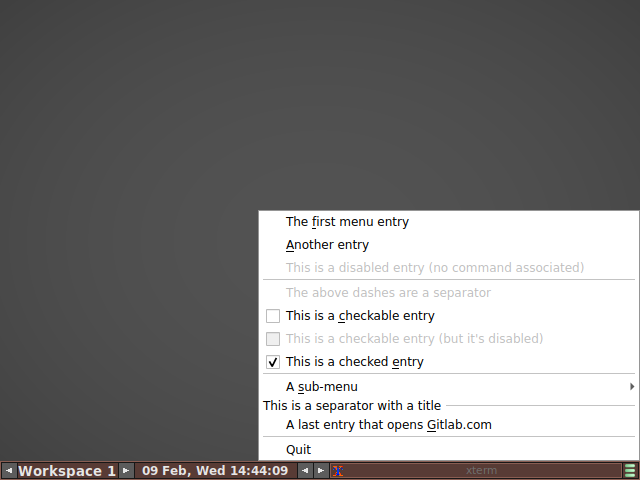 The first menu entry
Another entry
This is a disabled entry (no command associated)
The above dashes are a separator
This is a checkable entry
This is a checkable entry (but it's disabled)
This is a checked entry
A sub-menu
This is a separator with a title
A last entry that opens Gitlab.com
Quit
Workspace 1 09 Feb, Wed 14:44:09 xterm